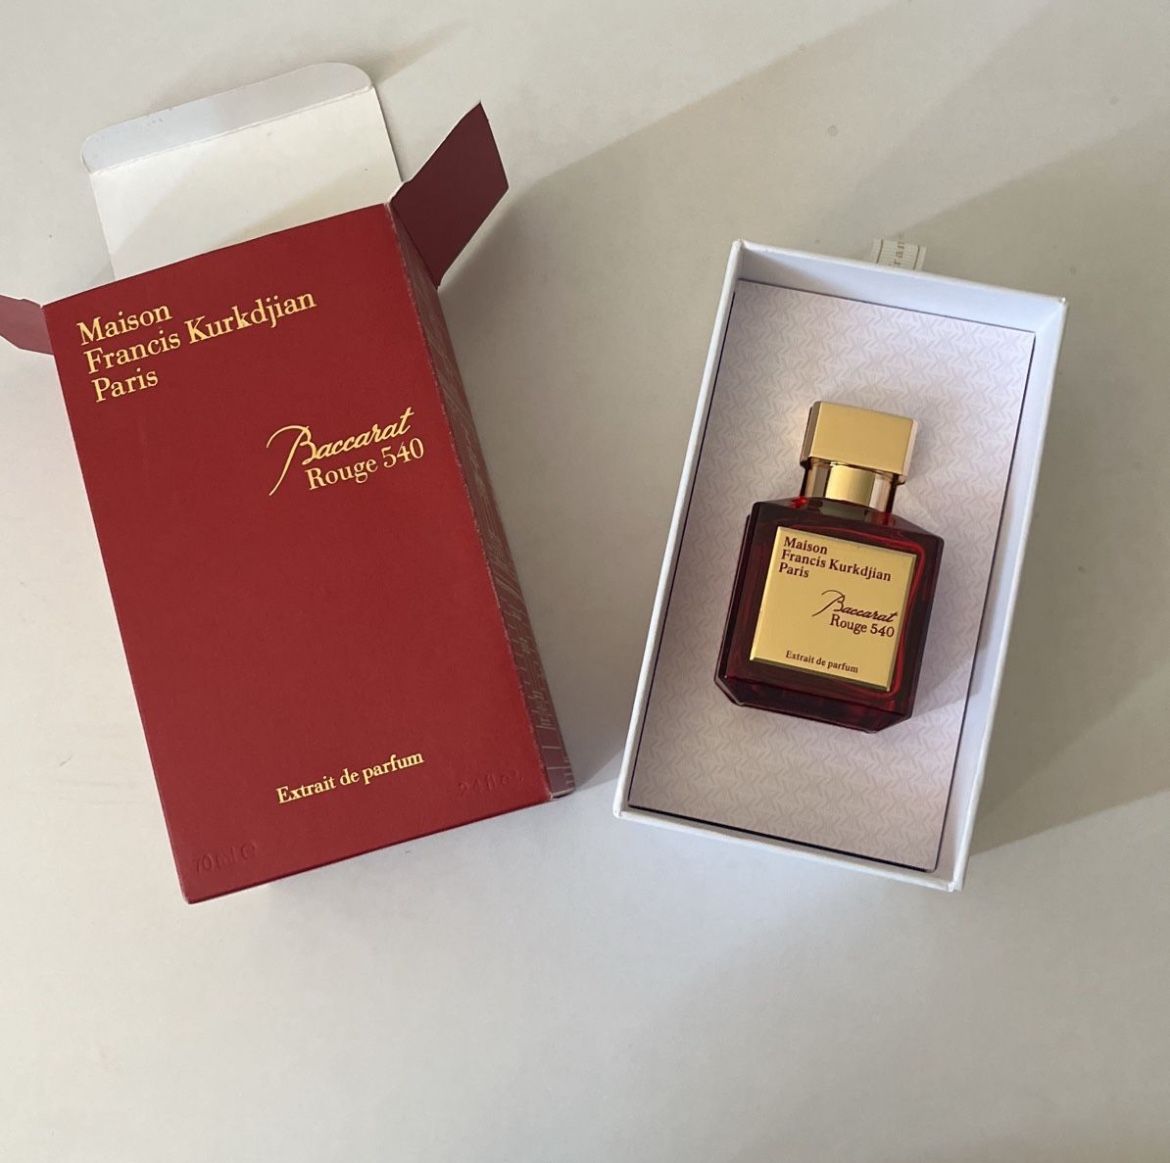 Maison
Francis Kurkdjian
Paris
Baccarat
Rouge 540
Extrait de parfum
Maison
Francis Kurkdjian
Paris
Baccarat
Rouge 540
Extrait de parfum